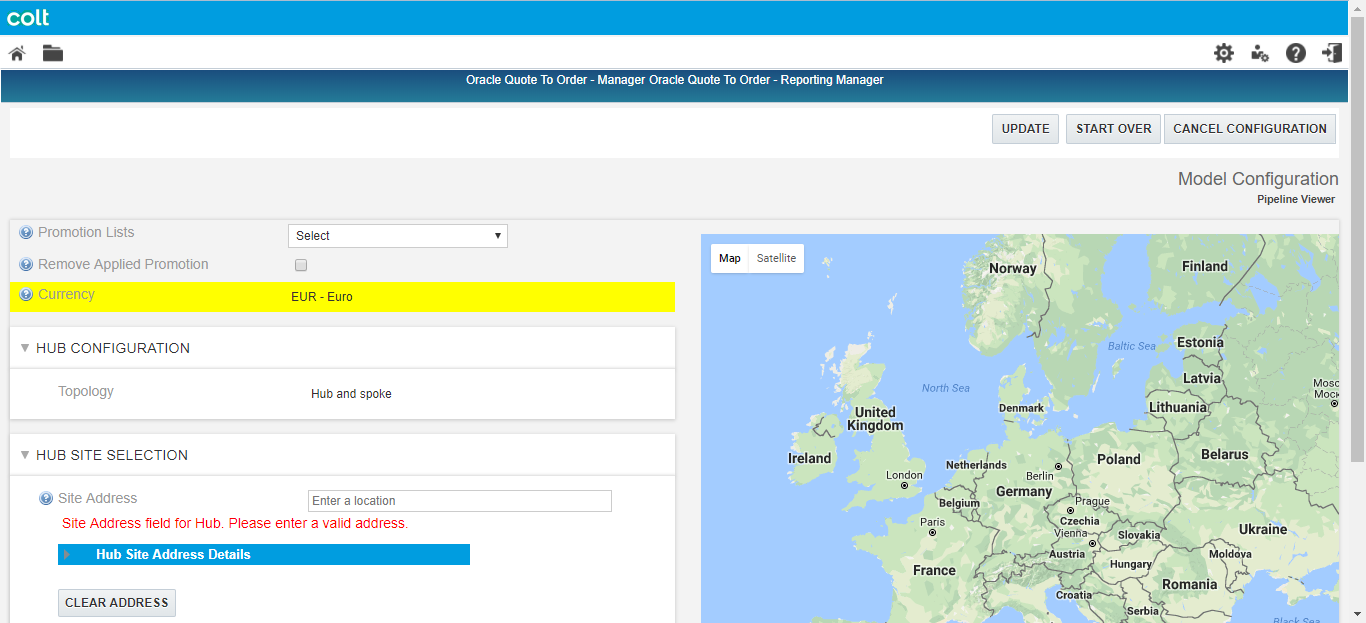 colt
Oracle Quote To Order - Manager Oracle Quote To Order - Reporting Manager
UPDATE
START OVER
CANCEL CONFIGURATION
Model Configuration
Pipeline Viewer
Promotion Lists
Select
Remove Applied Promotion
Currency
EUR - Euro
HUB CONFIGURATION
Topology
Hub and spoke
HUB SITE SELECTION
Site Address
Enter a location
Site Address field for Hub. Please enter a valid address.
Hub Site Address Details
CLEAR ADDRESS
Map
Satellite
Norway
Finland
Baltic Sea
Estonia
Latvia
North Sea
Mosc
Моск
Denmark
Lithuania
United
Kingdom
Ireland
Belarus
Poland
Netherlands
Berlin
London
Germany
Belgium
Prague
Paris
Czechia
Ukraine
Vienna
Slovakia
Austria
Moldova
Hungary
France
Romania
Croatia
Serbia
Black Sea